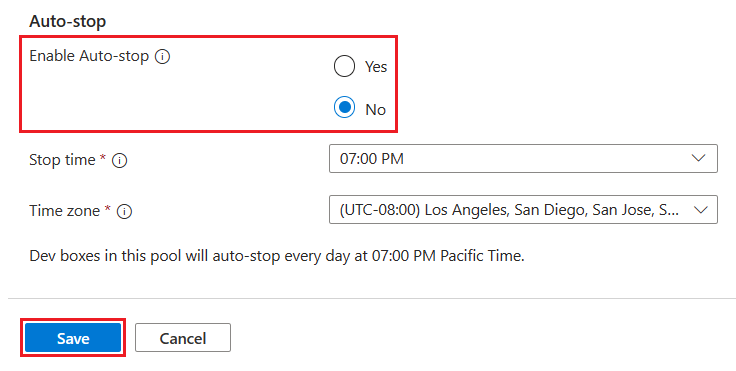 Auto-stop
Enable Auto-stop
Yes
No
Stop time *
07:00 PM
Time zone *
(UTC-08:00) Los Angeles, San Diego, San Jose, S...
Dev boxes in this pool will auto-stop every day at 07:00 PM Pacific Time.
Save
Cancel